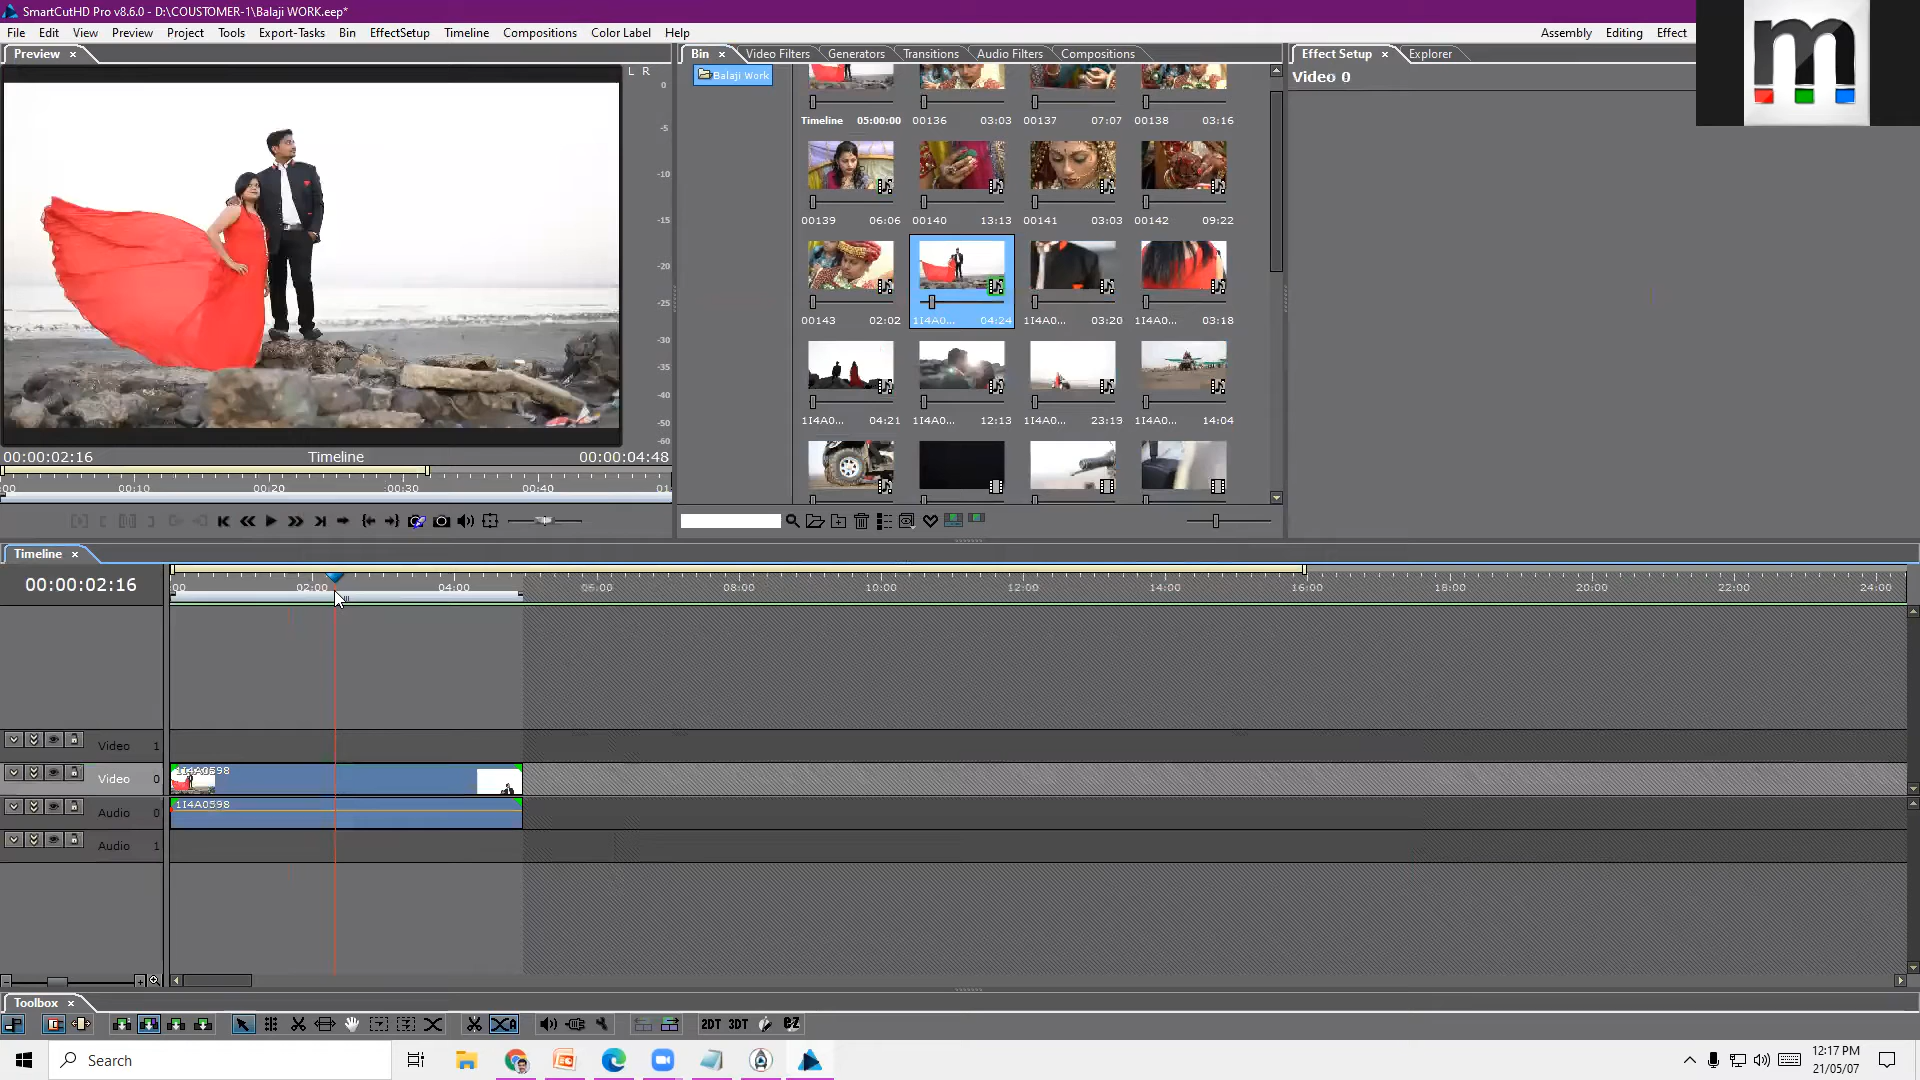 SmartCutHD Pro v8.6.0 - D:\COUSTOMER-1\Balaji WORK.eep*
File Edit View Preview Project Tools Export-Tasks Bin EffectSetup Timeline Compositions Color Label Help
Assembly Editing Effect
Preview
L R
0
-5
-10
-15
-20
-25
-30
-35
-40
-50
-60
00:00:02:16 Timeline 00:00:04:48
00:10 00:20 00:30 00:40
Bin Video Filters Generators Transitions Audio Filters Compositions
Balaji Work
Timeline 05:00:00 00136 03:03 00137 07:07 00138 03:16
00139 06:06 00140 13:13 00141 03:03 00142 09:22
00143 02:02 1I4A0... 04:24 1I4A0... 03:20 1I4A0... 03:18
1I4A0... 04:21 1I4A0... 12:13 1I4A0... 23:19 1I4A0... 14:04
Effect Setup Explorer
Video 0
m
Timeline
00:00:02:16
:00 02:00 04:00 05:00 08:00 10:00 12:00 14:00 16:00 18:00 20:00 22:00 24:00
Video 1
Video 0
1I4A0598
Audio 0
1I4A0598
Audio 1
Toolbox
2DT 3DT eZ
Search
12:17 PM
21/05/07